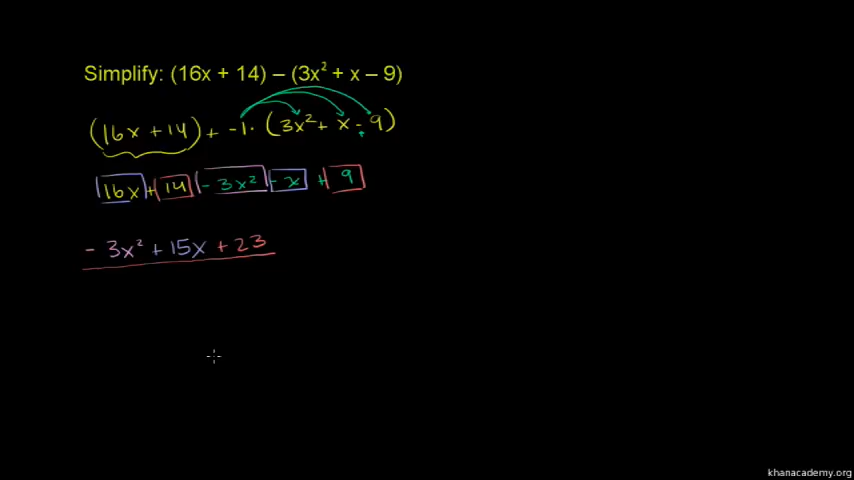 Simplify: (16x + 14) – (3x² + x – 9)
(16x + 14) + -1· (3x² + x - 9)
16x + 14 - 3x² - x + 9
- 3x² + 15x + 23
khanacademy.org